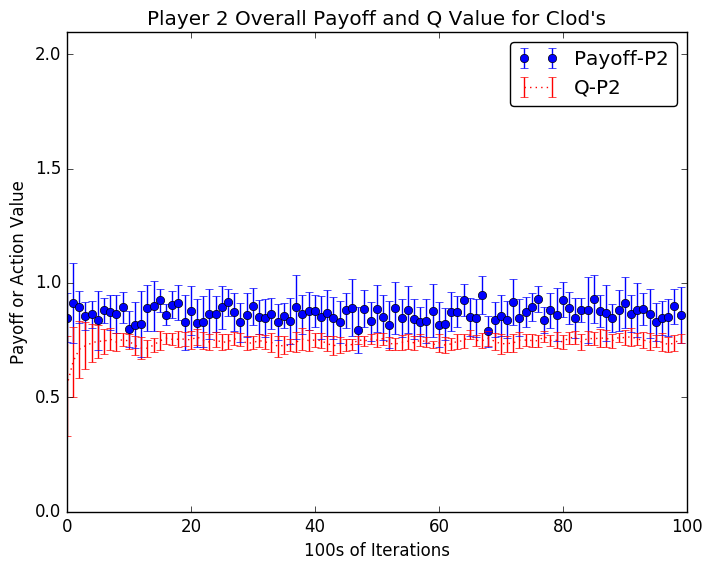 Player 2 Overall Payoff and Q Value for Clod's
Payoff-P2
Q-P2
Payoff or Action Value
2.0
1.5
1.0
0.5
0.0
0 20 40 60 80 100
100s of Iterations